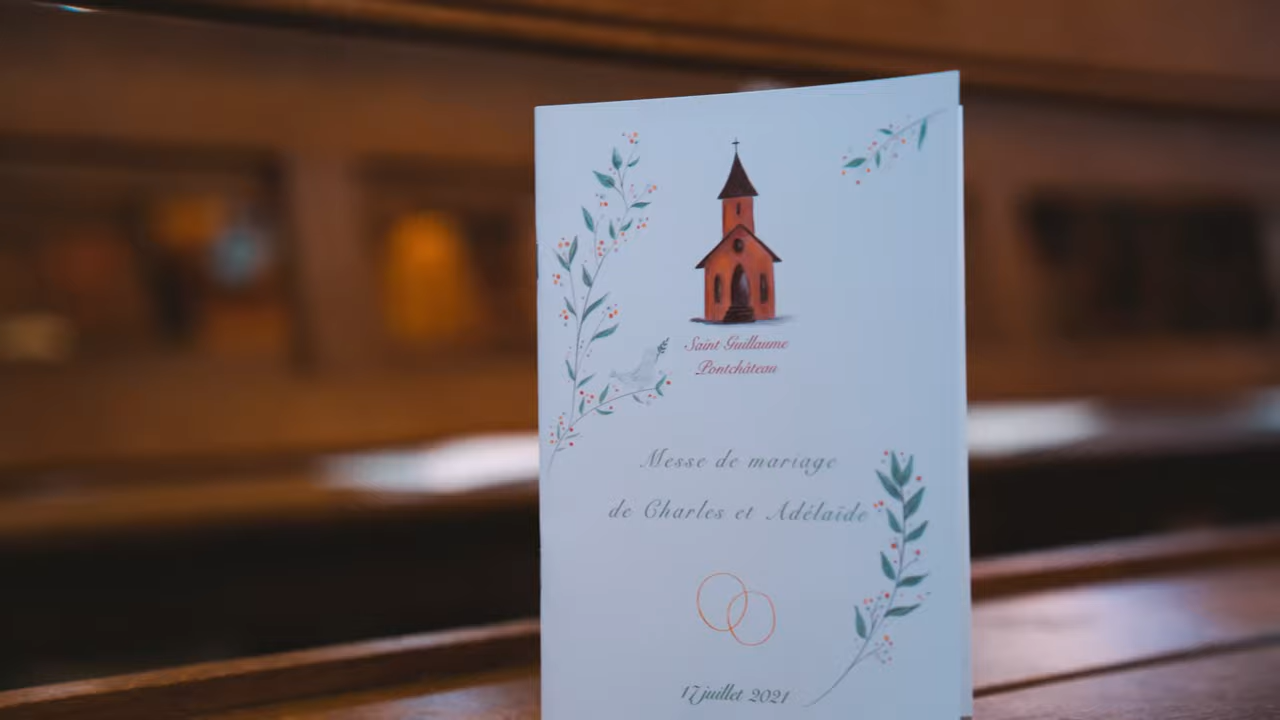 Saint Guillaume
Pontchâteau
Messe de mariage
de Charles et Adélaïde
17 juillet 2021